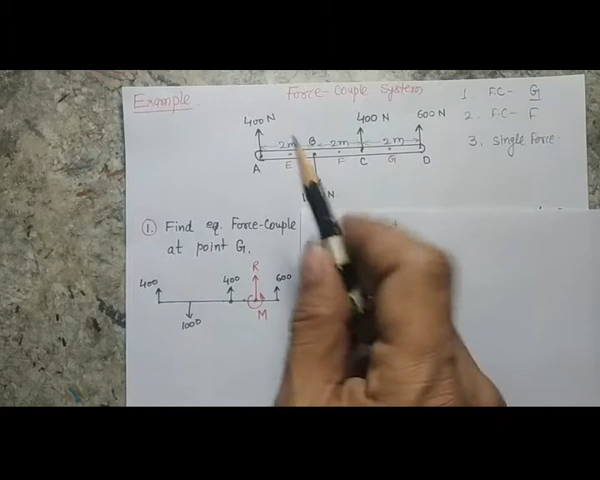 Example
Force-Couple System
1. F.C- G
2. F-C- F
3. Single Force
400 N
400 N
600 N
2m B 2m 2m
A E F C G D
N
① Find eq. Force-Couple
at point G.
400
400
R
600
1000
M